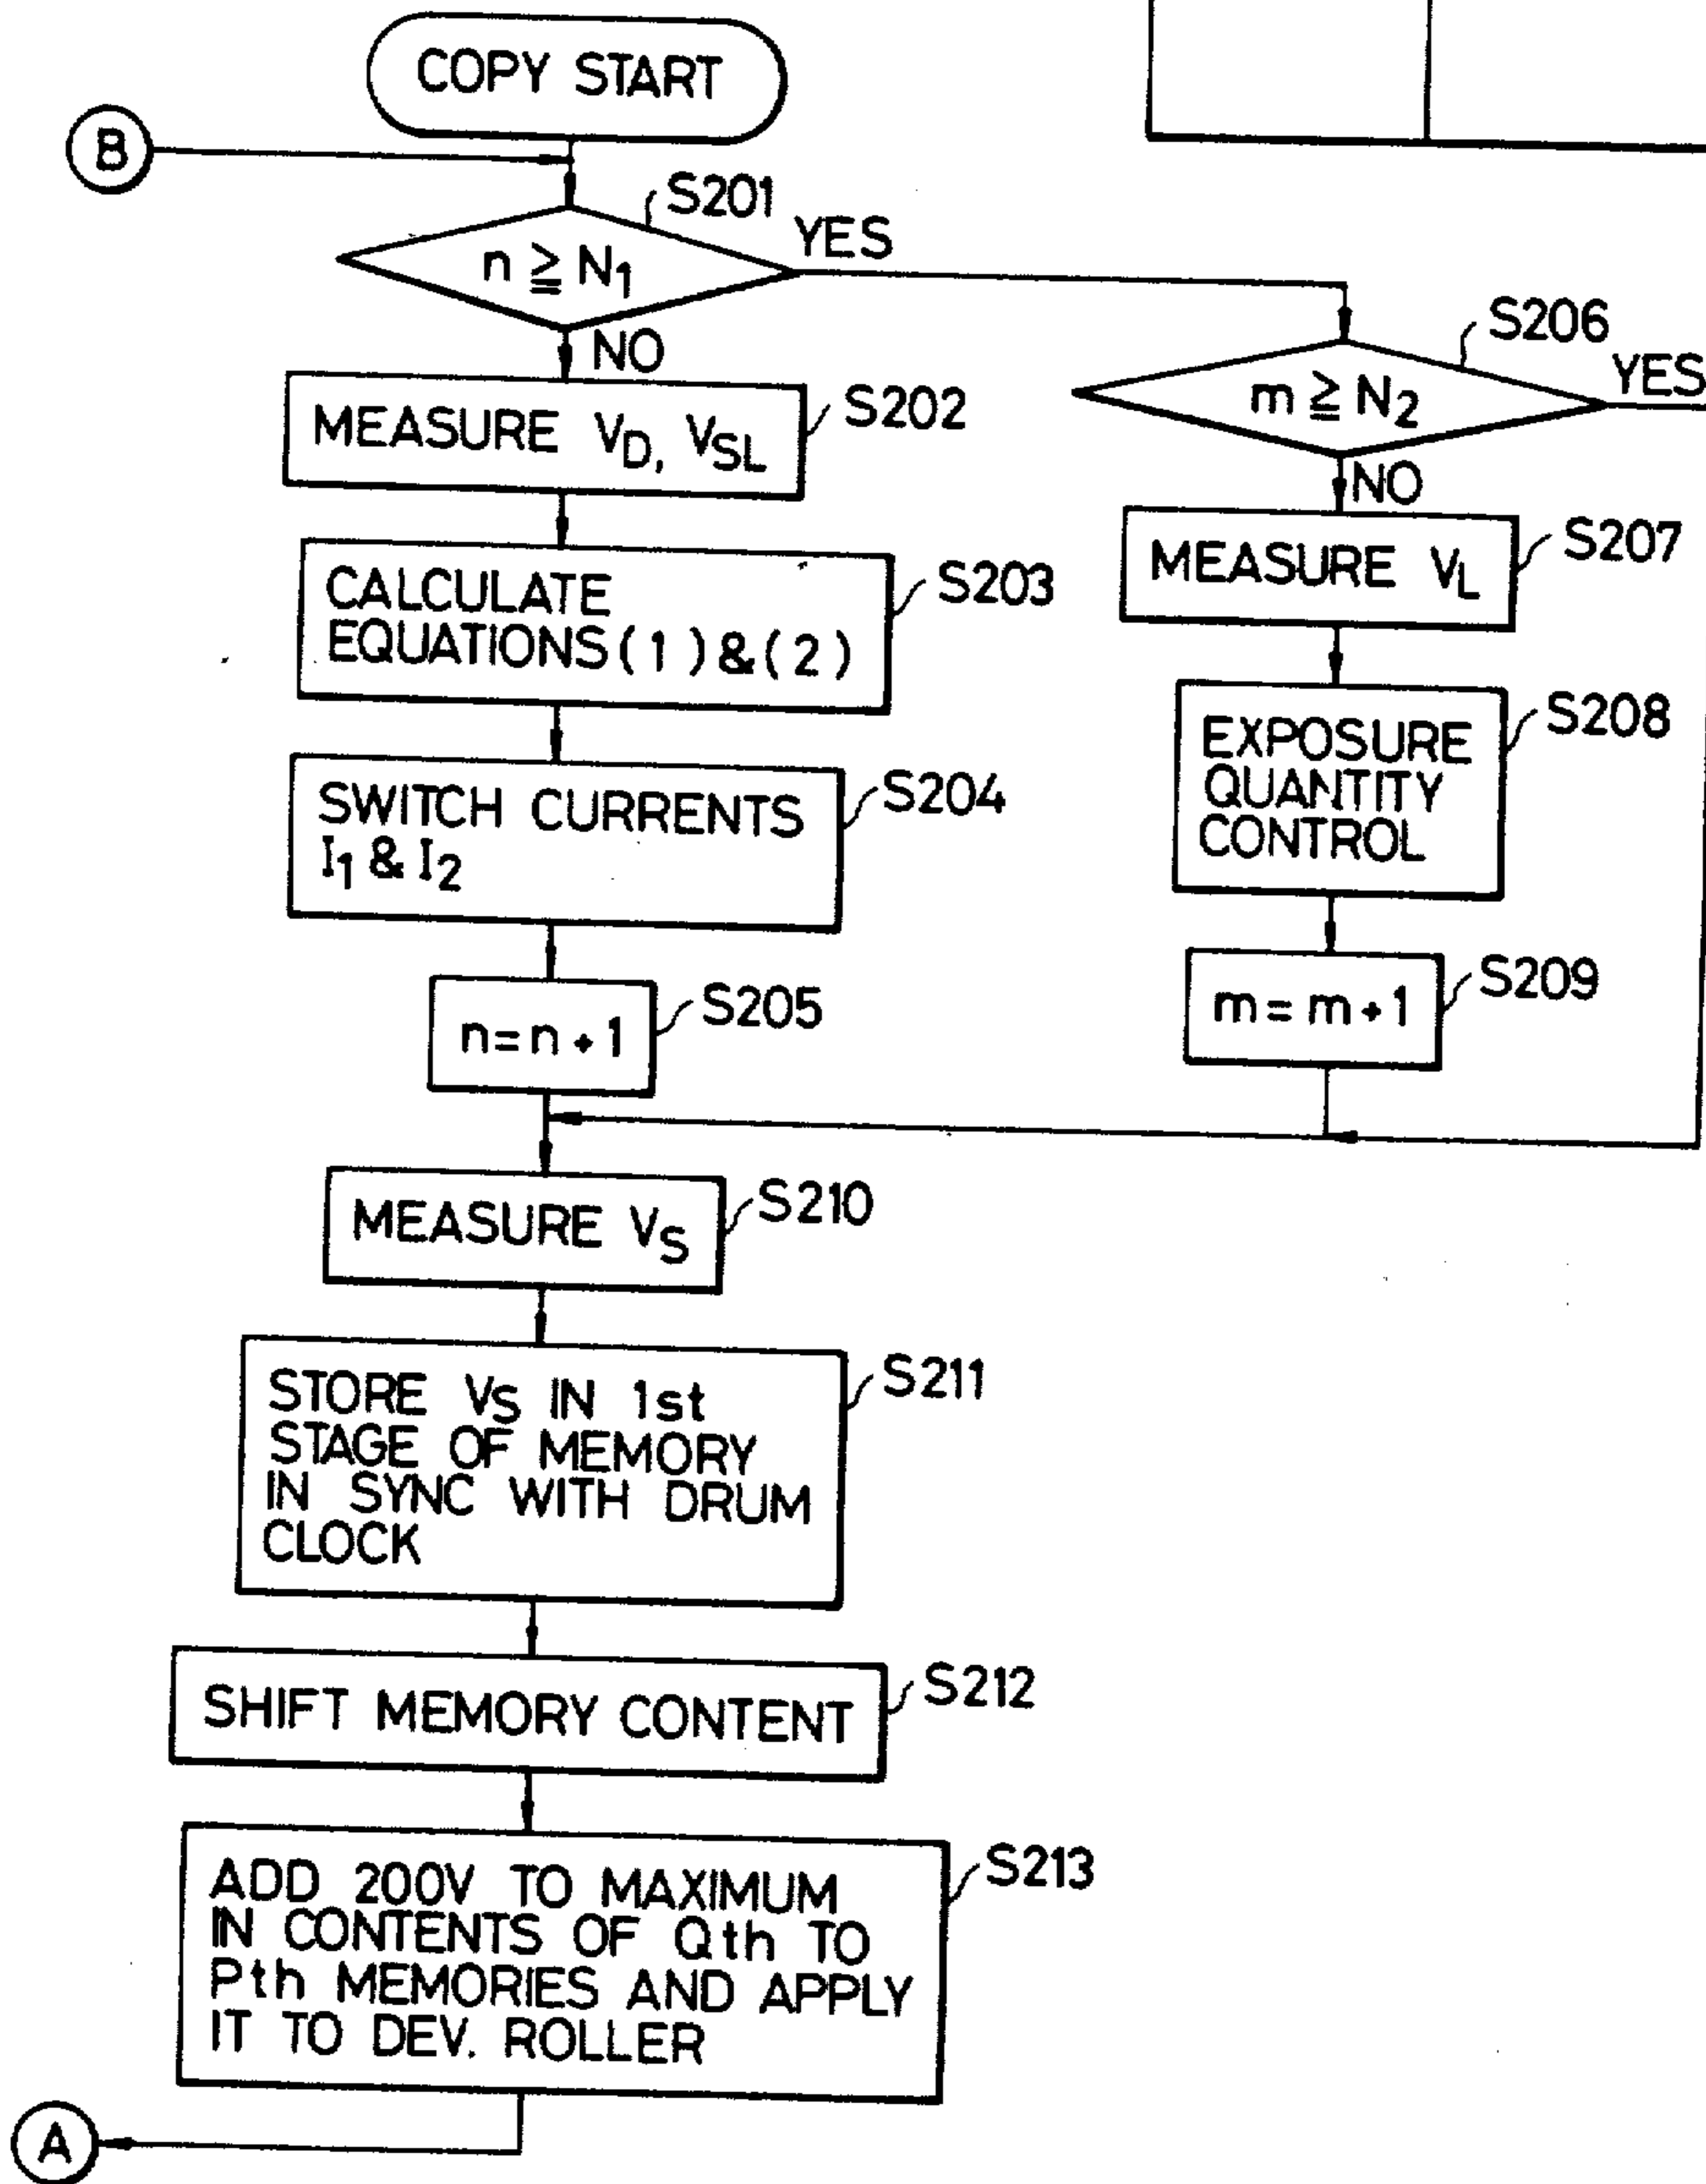 COPY START
B
S201
n ≧ N1
YES
NO
S206
m ≧ N2
YES
NO
MEASURE VD, VSL
S202
CALCULATE
EQUATIONS(1)&(2)
S203
SWITCH CURRENTS
I1 & I2
S204
n=n+1
S205
MEASURE VL
S207
EXPOSURE
QUANTITY
CONTROL
S208
m=m+1
S209
MEASURE VS
S210
STORE VS IN 1st
STAGE OF MEMORY
IN SYNC WITH DRUM
CLOCK
S211
SHIFT MEMORY CONTENT
S212
ADD 200V TO MAXIMUM
IN CONTENTS OF Qth TO
Pth MEMORIES AND APPLY
IT TO DEV. ROLLER
S213
A